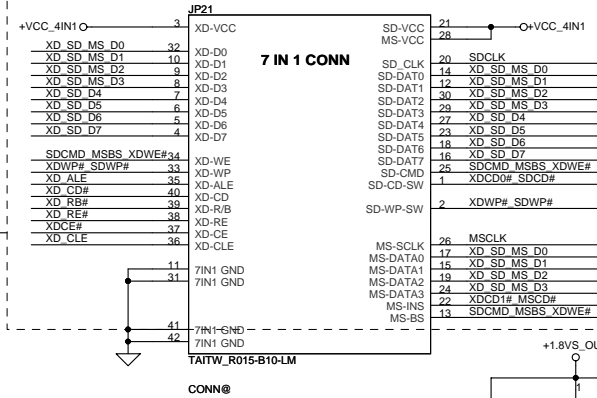 JP21
+VCC_4IN1 3 XD-VCC SD-VCC 21 +VCC_4IN1
MS-VCC 28
7 IN 1 CONN
XD_SD_MS_D0 32 XD-D0
XD_SD_MS_D1 10 XD-D1
XD_SD_MS_D2 9 XD-D2
XD_SD_MS_D3 8 XD-D3
XD_SD_D4 7 XD-D4
XD_SD_D5 6 XD-D5
XD_SD_D6 5 XD-D6
XD_SD_D7 4 XD-D7
SD_CLK 20 SDCLK
SD-DAT0 14 XD_SD_MS_D0
SD-DAT1 12 XD_SD_MS_D1
SD-DAT2 30 XD_SD_MS_D2
SD-DAT3 29 XD_SD_MS_D3
SD-DAT4 27 XD_SD_D4
SD-DAT5 23 XD_SD_D5
SD-DAT6 18 XD_SD_D6
SD-DAT7 16 XD_SD_D7
SD-CMD 25 SDCMD_MSBS_XDWE#
SD-CD-SW 1 XDCD0#_SDCD#
SDCMD_MSBS_XDWE# 34 XD-WE
XDWP#_SDWP# 33 XD-WP
XD_ALE 35 XD-ALE
XD_CD# 40 XD-CD
XD_RB# 39 XD-R/B
XD_RE# 38 XD-RE
XDCE# 37 XD-CE
XD_CLE 36 XD-CLE
SD-WP-SW 2 XDWP#_SDWP#
MS-SCLK 26 MSCLK
MS-DATA0 17 XD_SD_MS_D0
MS-DATA1 15 XD_SD_MS_D1
MS-DATA2 19 XD_SD_MS_D2
MS-DATA3 24 XD_SD_MS_D3
MS-INS 22 XDCD1#_MSCD#
MS-BS 13 SDCMD_MSBS_XDWE#
11 7IN1 GND
31 7IN1 GND
41 7IN1 GND
42 7IN1 GND
TAITW_R015-B10-LM
CONN@
+1.8VS_OU
1